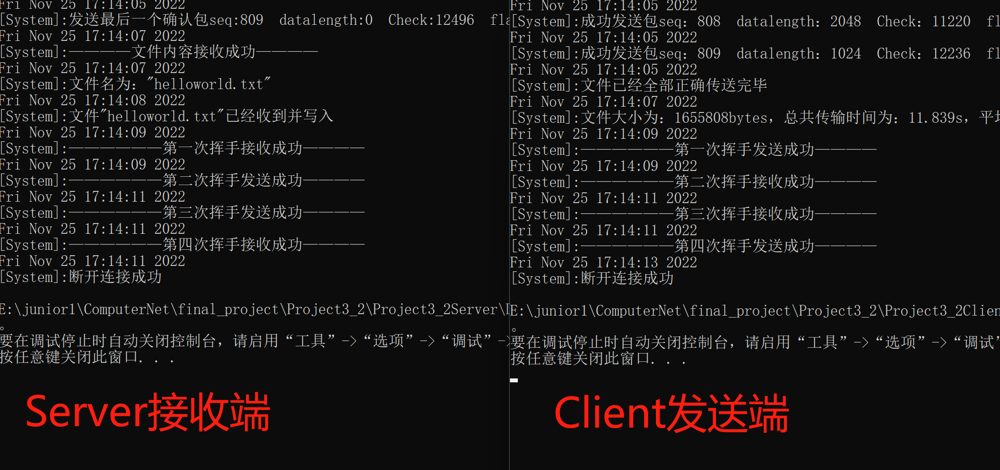 Fri Nov 25 17:14:05 2022
[System]:发送最后一个确认包seq:809  datalength:0  Check:12496  fla
Fri Nov 25 17:14:07 2022
[System]:————文件内容接收成功————
Fri Nov 25 17:14:07 2022
[System]:文件名为："helloworld.txt"
Fri Nov 25 17:14:08 2022
[System]:文件"helloworld.txt"已经收到并写入
Fri Nov 25 17:14:09 2022
[System]:——————第一次挥手接收成功————
Fri Nov 25 17:14:09 2022
[System]:——————第二次挥手发送成功————
Fri Nov 25 17:14:11 2022
[System]:——————第三次挥手发送成功————
Fri Nov 25 17:14:11 2022
[System]:——————第四次挥手接收成功————
Fri Nov 25 17:14:11 2022
[System]:断开连接成功
E:\junior1\ComputerNet\final_project\Project3_2\Project3_2Server\D
。
要在调试停止时自动关闭控制台，请启用“工具”->“选项”->“调试”->
按任意键关闭此窗口. . .
Server接收端
Fri Nov 25 17:14:05 2022
[System]:成功发送包seq：808  datalength：2048  Check：11220  fl
Fri Nov 25 17:14:05 2022
[System]:成功发送包seq：809  datalength：1024  Check：12236  fl
Fri Nov 25 17:14:05 2022
[System]:文件已经全部正确传送完毕
Fri Nov 25 17:14:07 2022
[System]:文件大小为：1655808bytes，总共传输时间为：11.839s，平均
Fri Nov 25 17:14:09 2022
[System]:——————第一次挥手发送成功————
Fri Nov 25 17:14:09 2022
[System]:——————第二次挥手接收成功————
Fri Nov 25 17:14:11 2022
[System]:——————第三次挥手接收成功————
Fri Nov 25 17:14:11 2022
[System]:——————第四次挥手发送成功————
Fri Nov 25 17:14:13 2022
[System]:断开连接成功
E:\junior1\ComputerNet\final_project\Project3_2\Project3_2Clien
。
要在调试停止时自动关闭控制台，请启用“工具”->“选项”->“调试”
按任意键关闭此窗口. . .
Client发送端